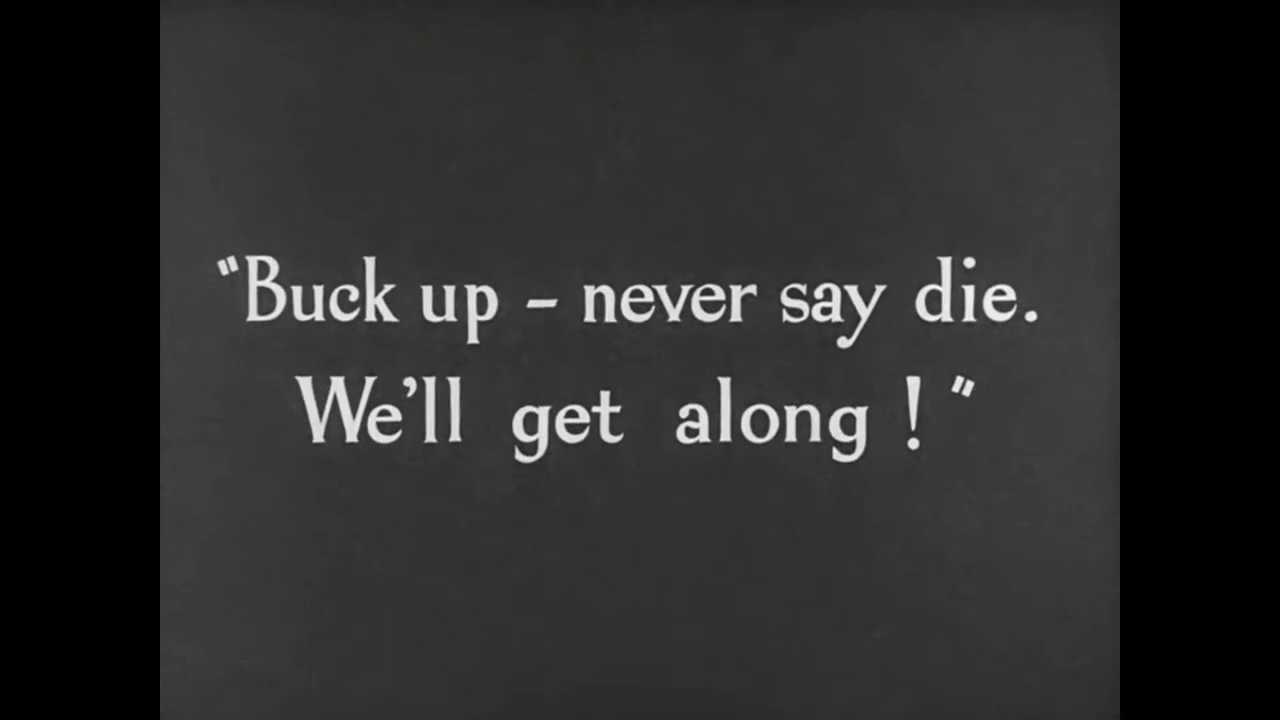 "Buck up – never say die.
We'll get along!"